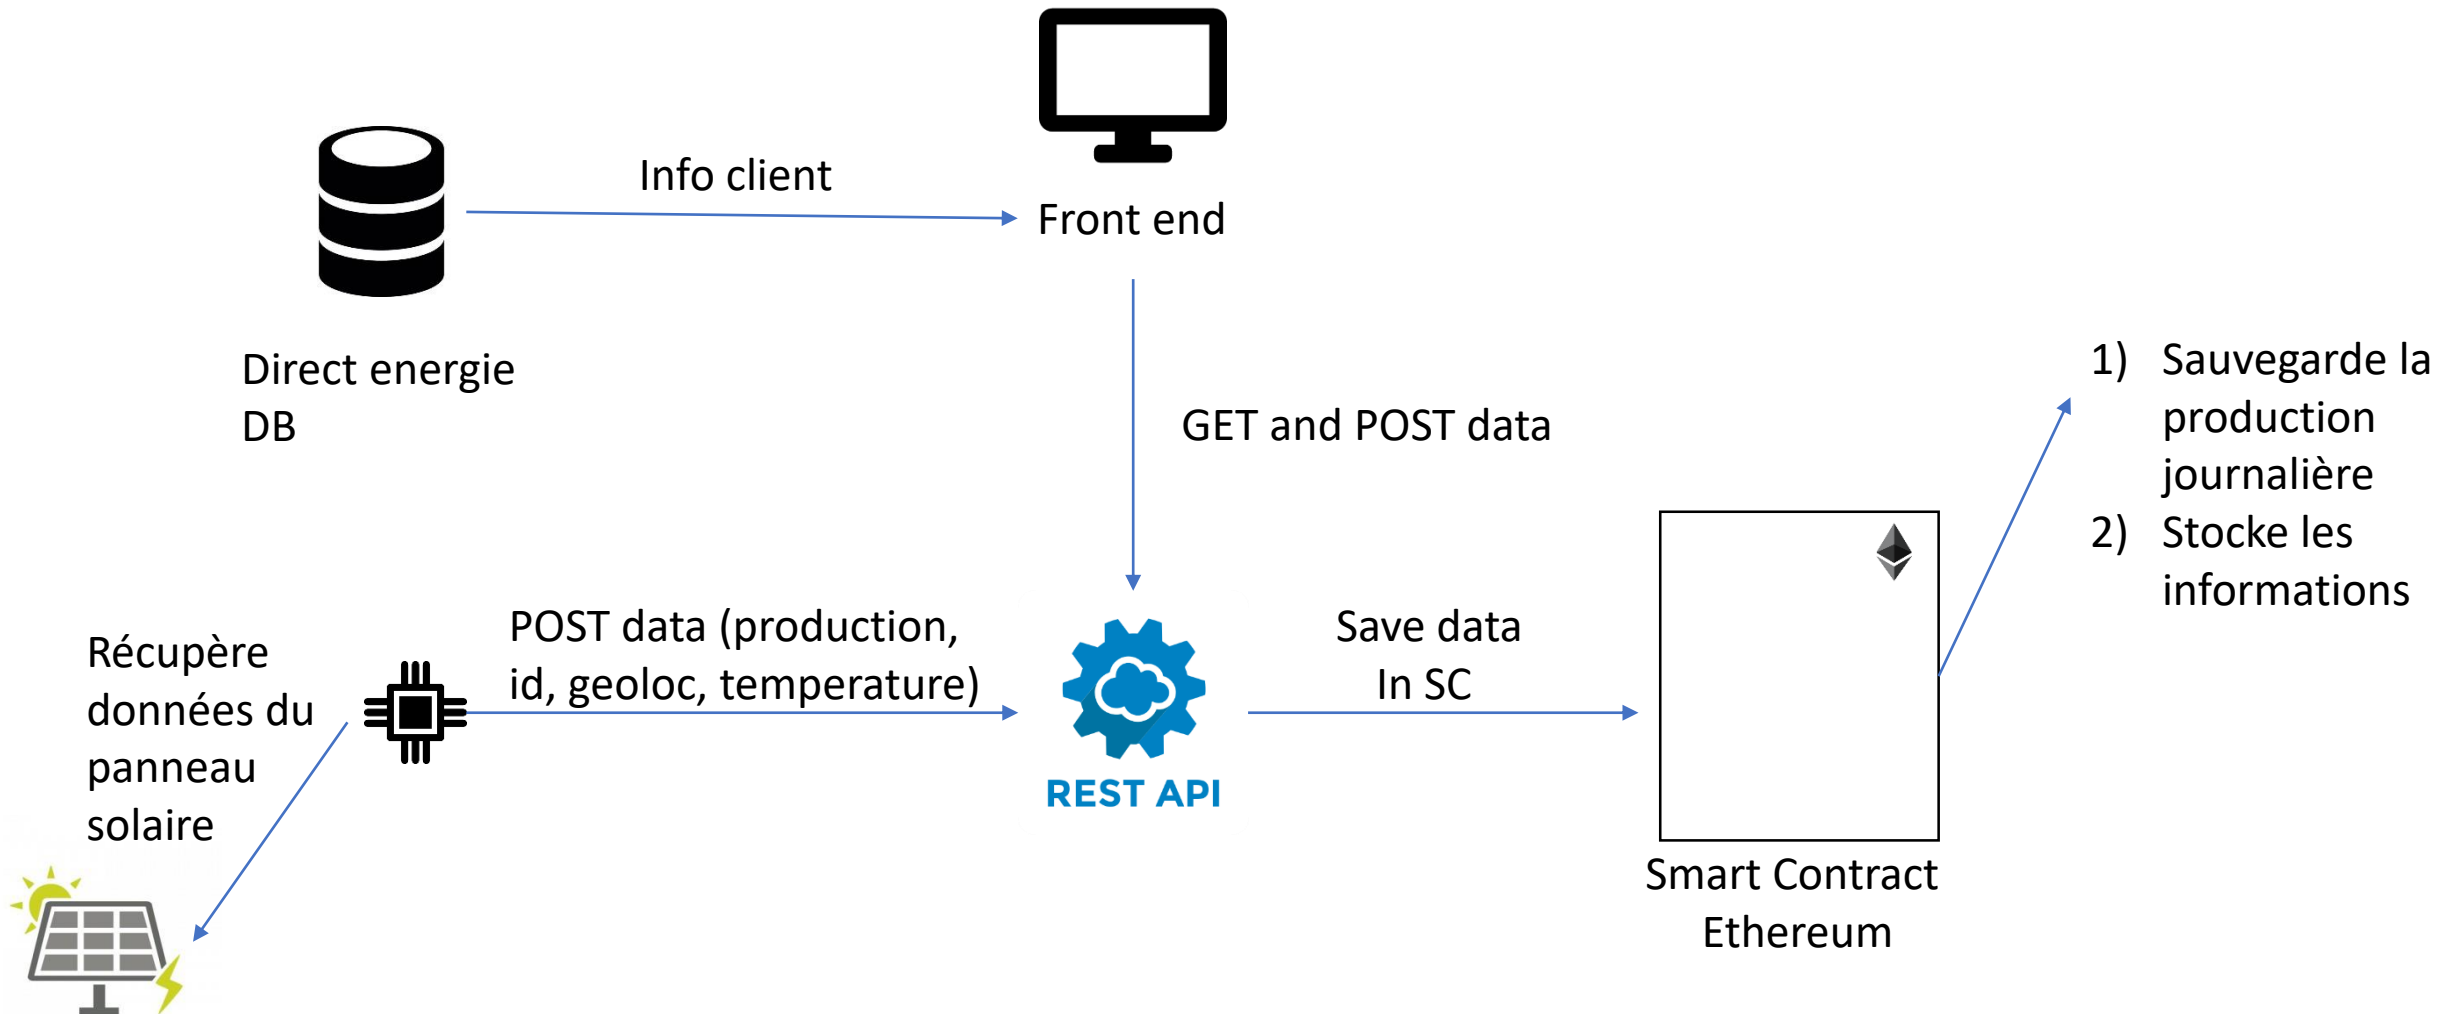 Info client
Front end
Direct energie
DB
GET and POST data
1) Sauvegarde la
production
journalière
2) Stocke les
informations
Récupère
données du
panneau
solaire
POST data (production,
id, geoloc, temperature)
REST API
Save data
In SC
Smart Contract
Ethereum